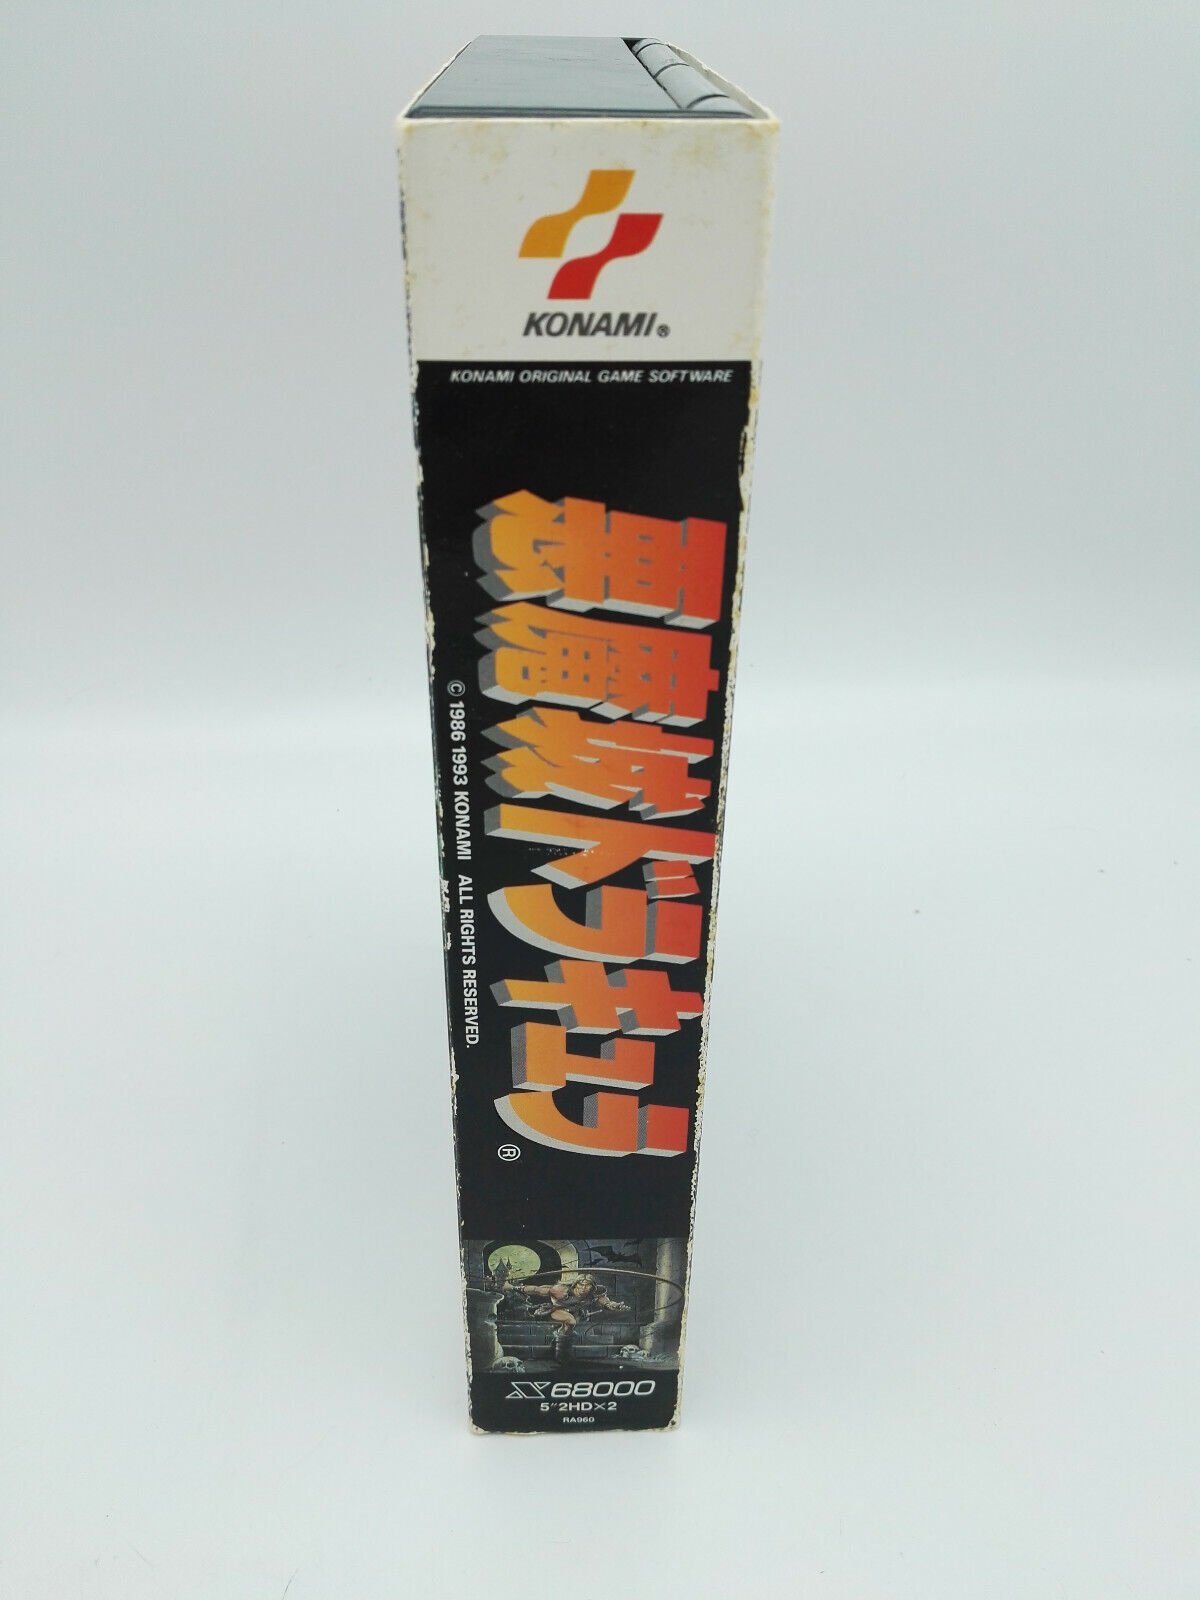 KONAMI®
KONAMI ORIGINAL GAME SOFTWARE
悪魔城ドラキュラ®
© 1986 1993 KONAMI ALL RIGHTS RESERVED.
X68000
5"2HD×2
RA960